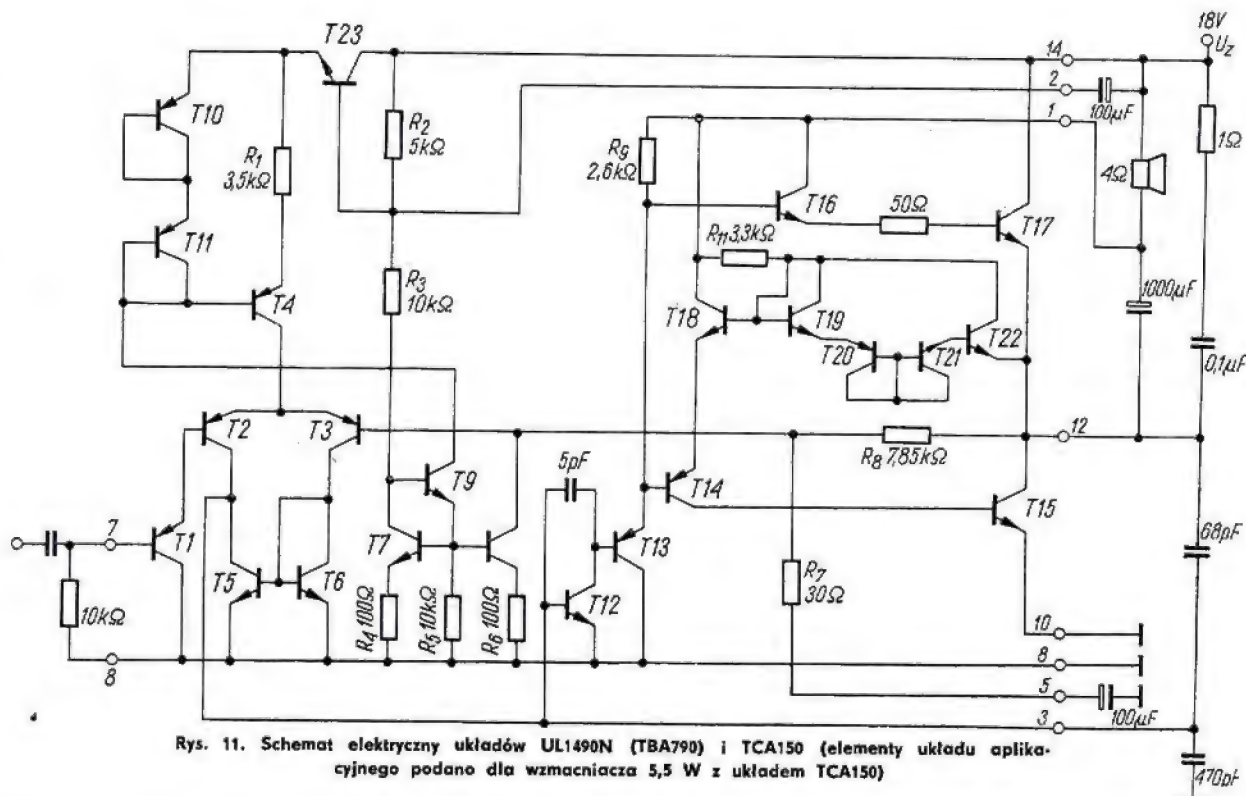 T23
18V
U_Z
14
2
1
100μF
T10
R1
3,5kΩ
R2
5kΩ
R9
2,6kΩ
1Ω
4Ω
T16
50Ω
T17
T11
R11 3,3kΩ
1000μF
T4
R3
10kΩ
T18
T19
T20
T21
T22
0,1μF
T2
T3
12
R8 7,85kΩ
5pF
T9
T14
T15
7
T1
T7
T13
68pF
T5
T6
T12
R7
30Ω
10kΩ
R4 100Ω
R5 10kΩ
R6 100Ω
10
8
8
5
100μF
3
470pF
Rys. 11. Schemat elektryczny układów UL1490N (TBA790) i TCA150 (elementy układu aplika-
cyjnego podano dla wzmacniacza 5,5 W z układem TCA150)